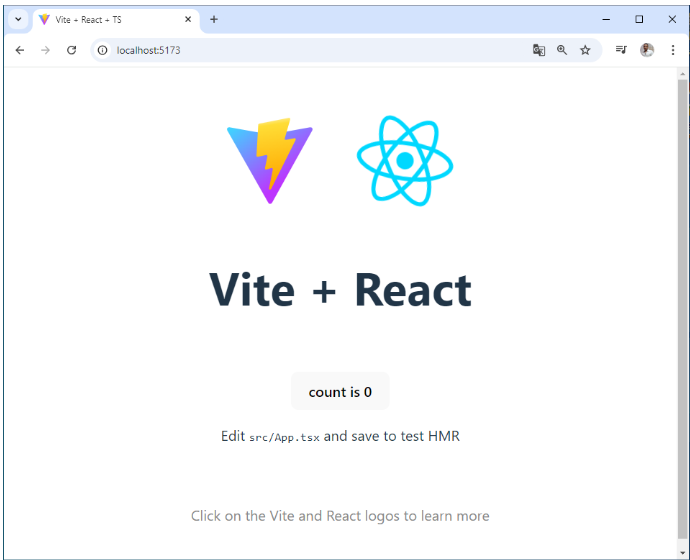 Vite + React + TS
localhost:5173
Vite + React
count is 0
Edit src/App.tsx and save to test HMR
Click on the Vite and React logos to learn more